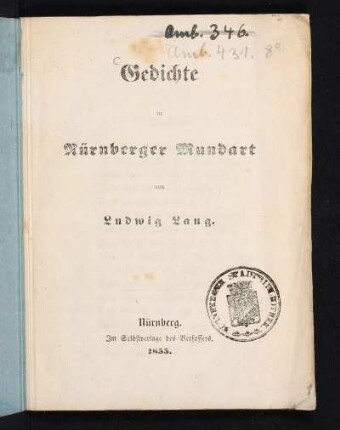 Amb. 346.
Amb. 431. 8°
Gedichte
in
Nürnberger Mundart
von
Ludwig Lang.
Nürnberg.
Im Selbstverlage des Verfassers.
1855.